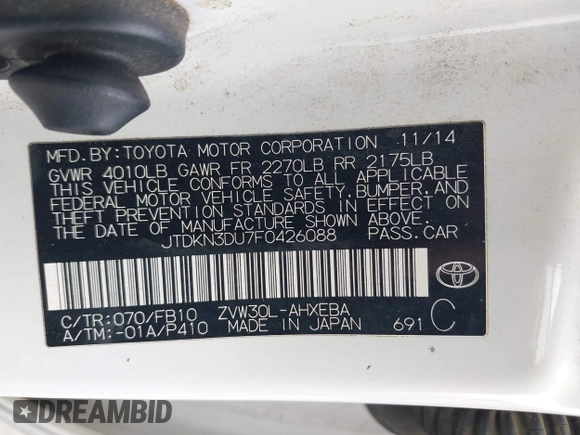 MFD.BY:TOYOTA MOTOR CORPORATION 11/14
GVWR 4010LB GAWR FR 2270LB RR 2175LB
THIS VEHICLE CONFORMS TO ALL APPLICABLE
FEDERAL MOTOR VEHICLE SAFETY,BUMPER,AND
THEFT PREVENTION STANDARDS IN EFFECT ON
THE DATE OF MANUFACTURE SHOWN ABOVE.
JTDKN3DU7F0426088 PASS.CAR
C/TR:070/FB10 ZVW30L-AHXEBA
A/TM:-01A/P410 MADE IN JAPAN 691 C
DREAMBID